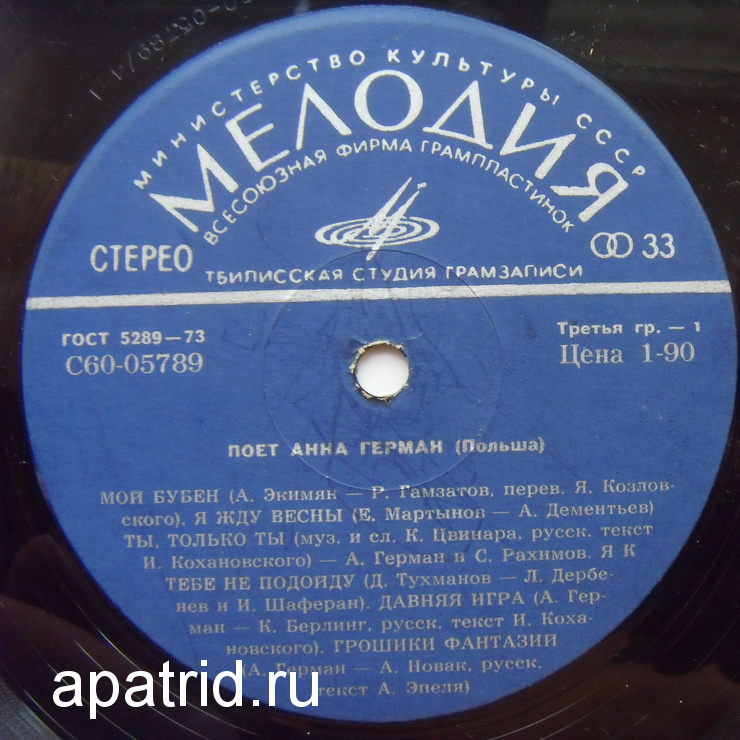 МИНИСТЕРСТВО КУЛЬТУРЫ СССР
МЕЛОДИЯ
ВСЕСОЮЗНАЯ ФИРМА ГРАМПЛАСТИНОК
СТЕРЕО
33
ТБИЛИССКАЯ СТУДИЯ ГРАМЗАПИСИ
ГОСТ 5289—73
Третья гр. — 1
С60-05789
Цена 1-90
ПОЕТ АННА ГЕРМАН (Польша)
МОЙ БУБЕН (А. Экимян — Р. Гамзатов, перев. Я. Козлов-
ского). Я ЖДУ ВЕСНЫ (Е. Мартынов — А. Дементьев)
ТЫ, ТОЛЬКО ТЫ (муз. и сл. К. Цвинара, русск. текст
И. Кохановского) — А. Герман и С. Рахимов. Я К
ТЕБЕ НЕ ПОДОЙДУ (Д. Тухманов — Л. Дербе-
нев и И. Шаферан). ДАВНЯЯ ИГРА (А. Гер-
ман — К. Берлинг, русск. текст И. Коха-
новского). ГРОШИКИ ФАНТАЗИЙ
(А. Герман — А. Новак, русск.
текст А. Эпеля)
apatrid.ru